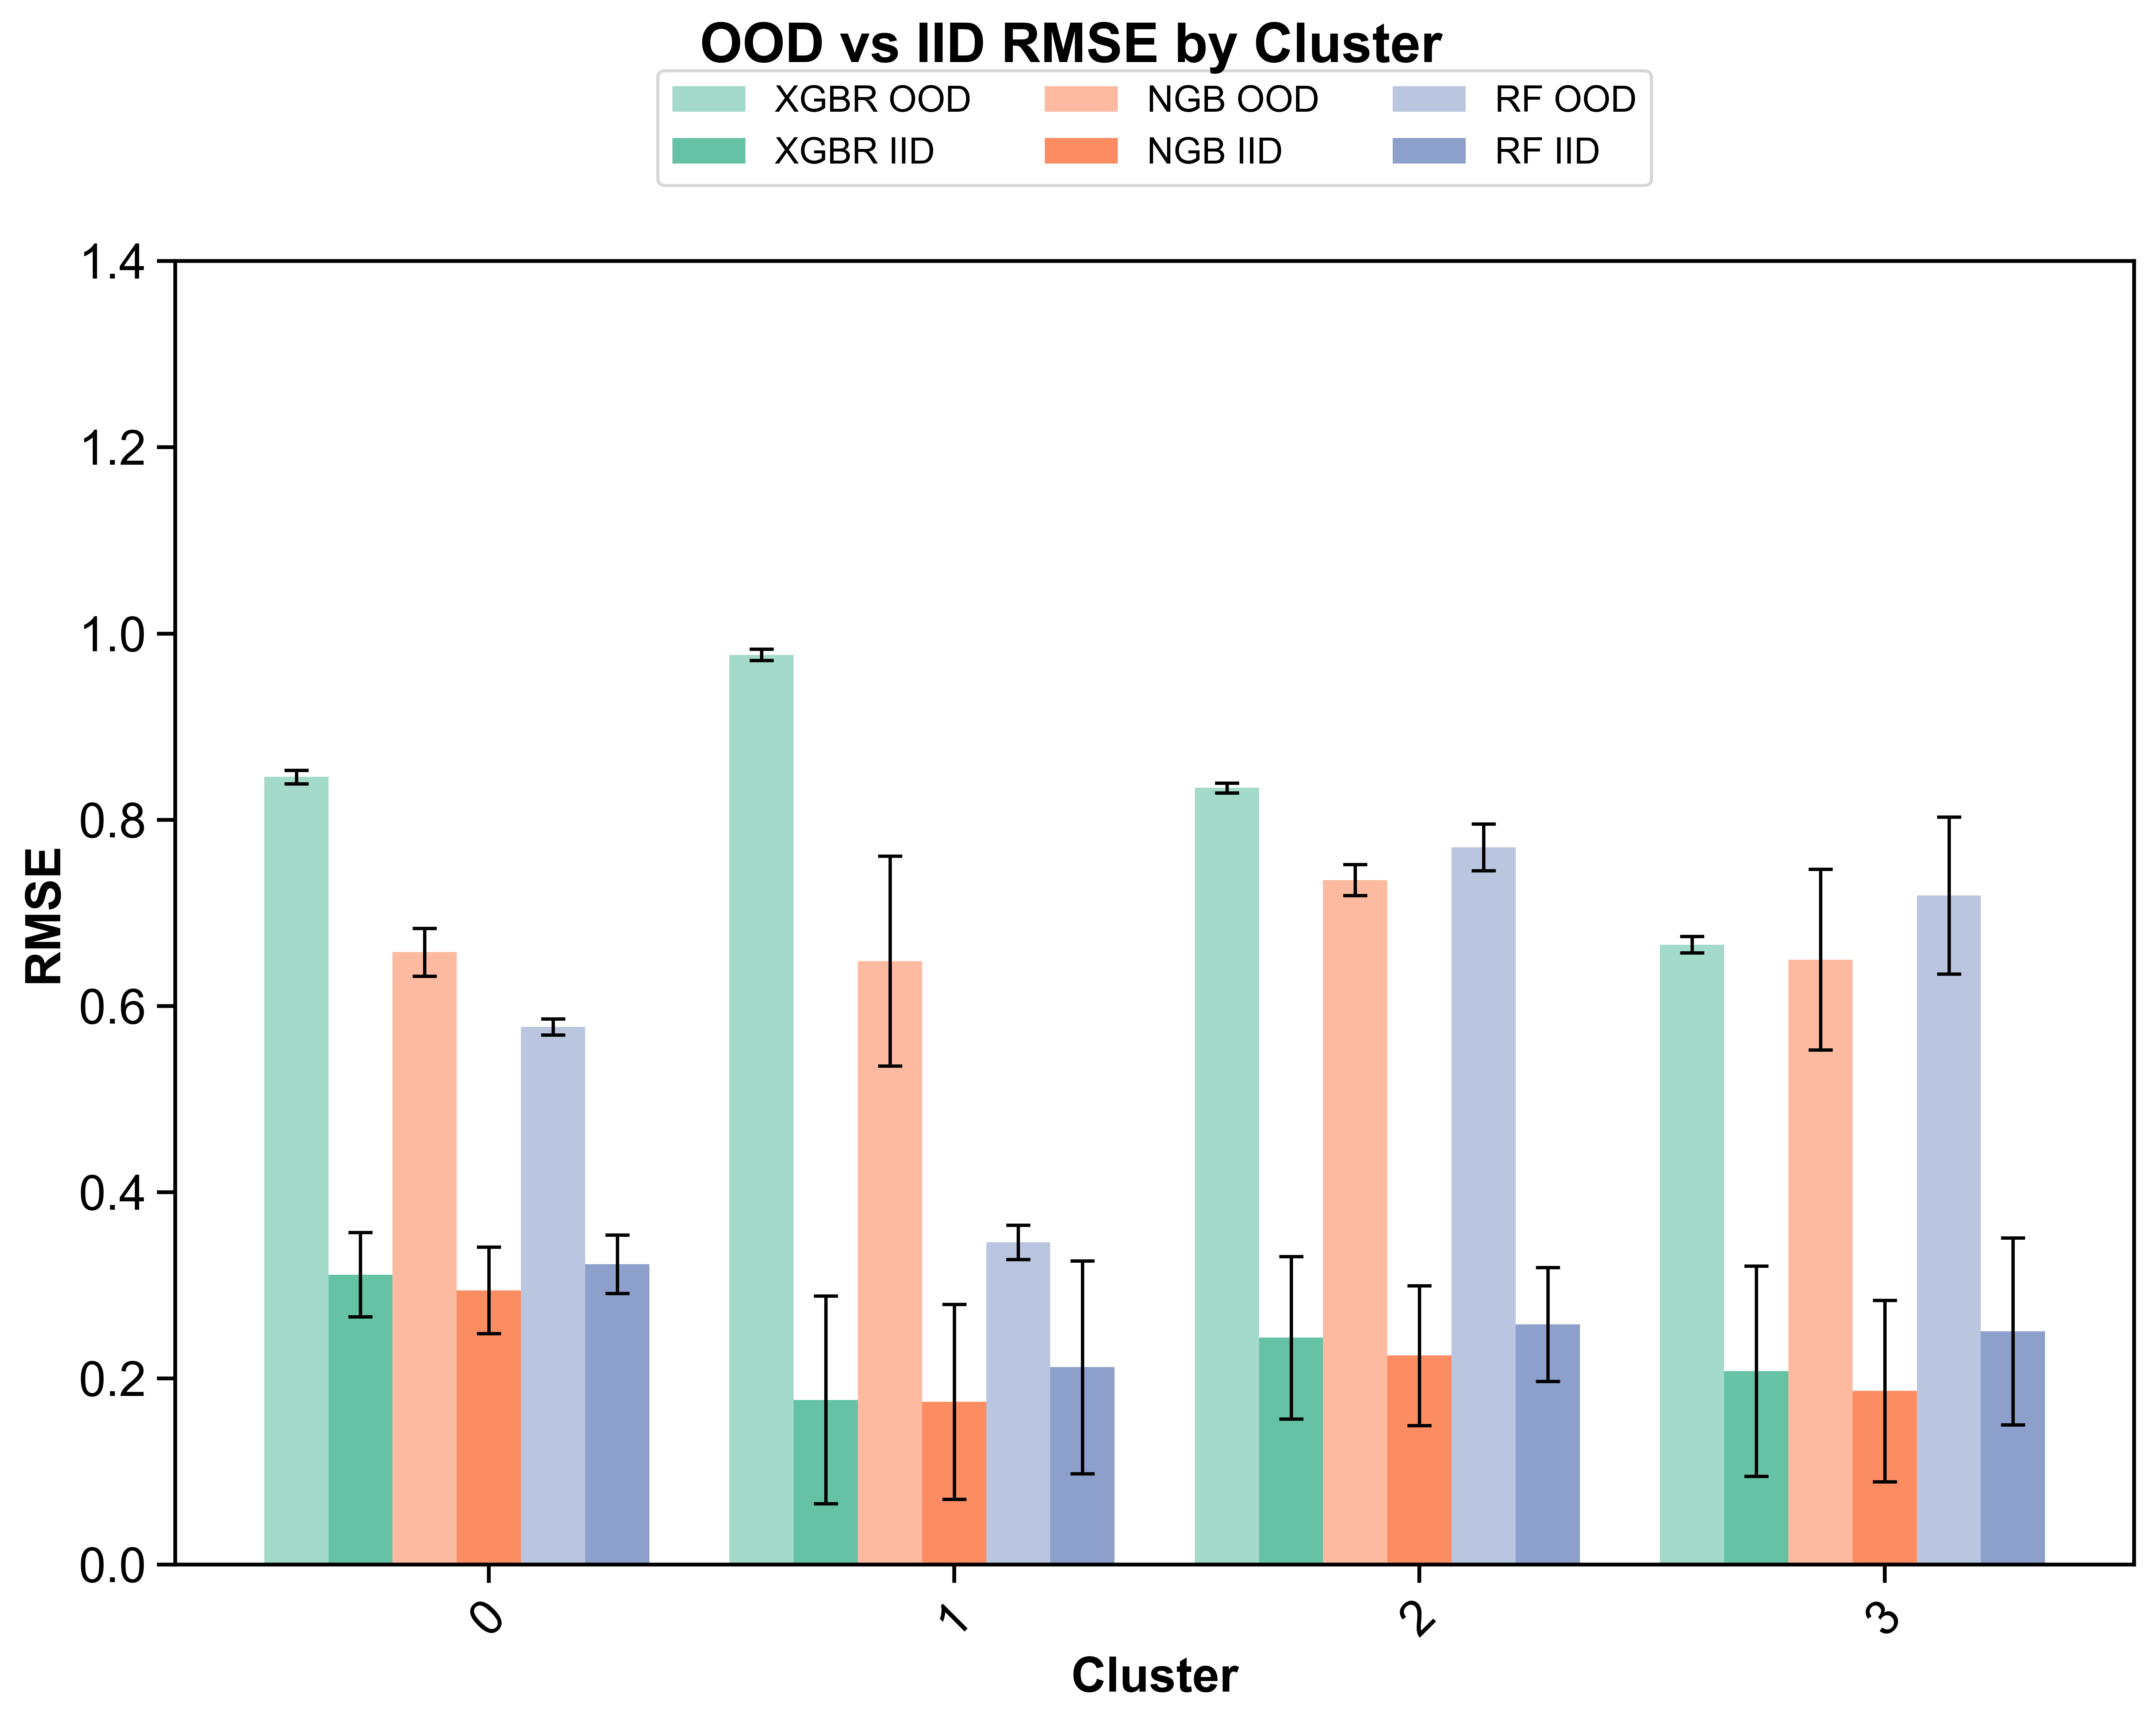 OOD vs IID RMSE by Cluster
XGBR OOD NGB OOD RF OOD
XGBR IID NGB IID RF IID
1.4
1.2
1.0
0.8
0.6
0.4
0.2
0.0
RMSE
0 1 2 3
Cluster